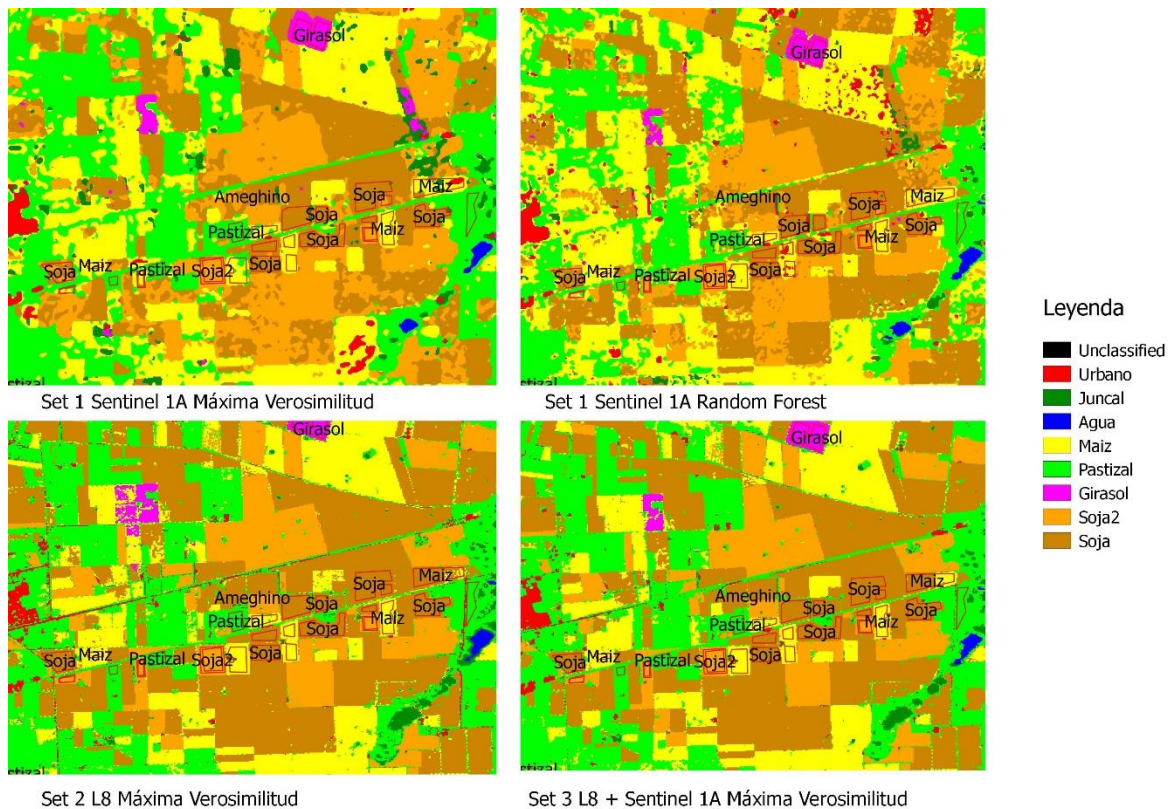 Girasol
Ameghino
Soja
Maiz
Soja
Soja
Pastizal
Soja
Maiz
Soja
Maiz
Pastizal
Soja2
Soja
stizal
Set 1 Sentinel 1A Máxima Verosimilitud
Girasol
Ameghino
Soja
Maiz
Soja
Soja
Pastizal
Soja
Maiz
Soja
Maiz
Pastizal
Soja2
Soja
stizal
Set 1 Sentinel 1A Random Forest
Girasol
Ameghino
Soja
Maiz
Soja
Soja
Pastizal
Soja
Maiz
Soja
Maiz
Pastizal
Soja2
Soja
stizal
Set 2 L8 Máxima Verosimilitud
Girasol
Ameghino
Soja
Maiz
Soja
Soja
Pastizal
Soja
Maiz
Soja
Maiz
Pastizal
Soja2
Soja
stizal
Set 3 L8 + Sentinel 1A Máxima Verosimilitud
Leyenda
Unclassified
Urbano
Juncal
Agua
Maiz
Pastizal
Girasol
Soja2
Soja